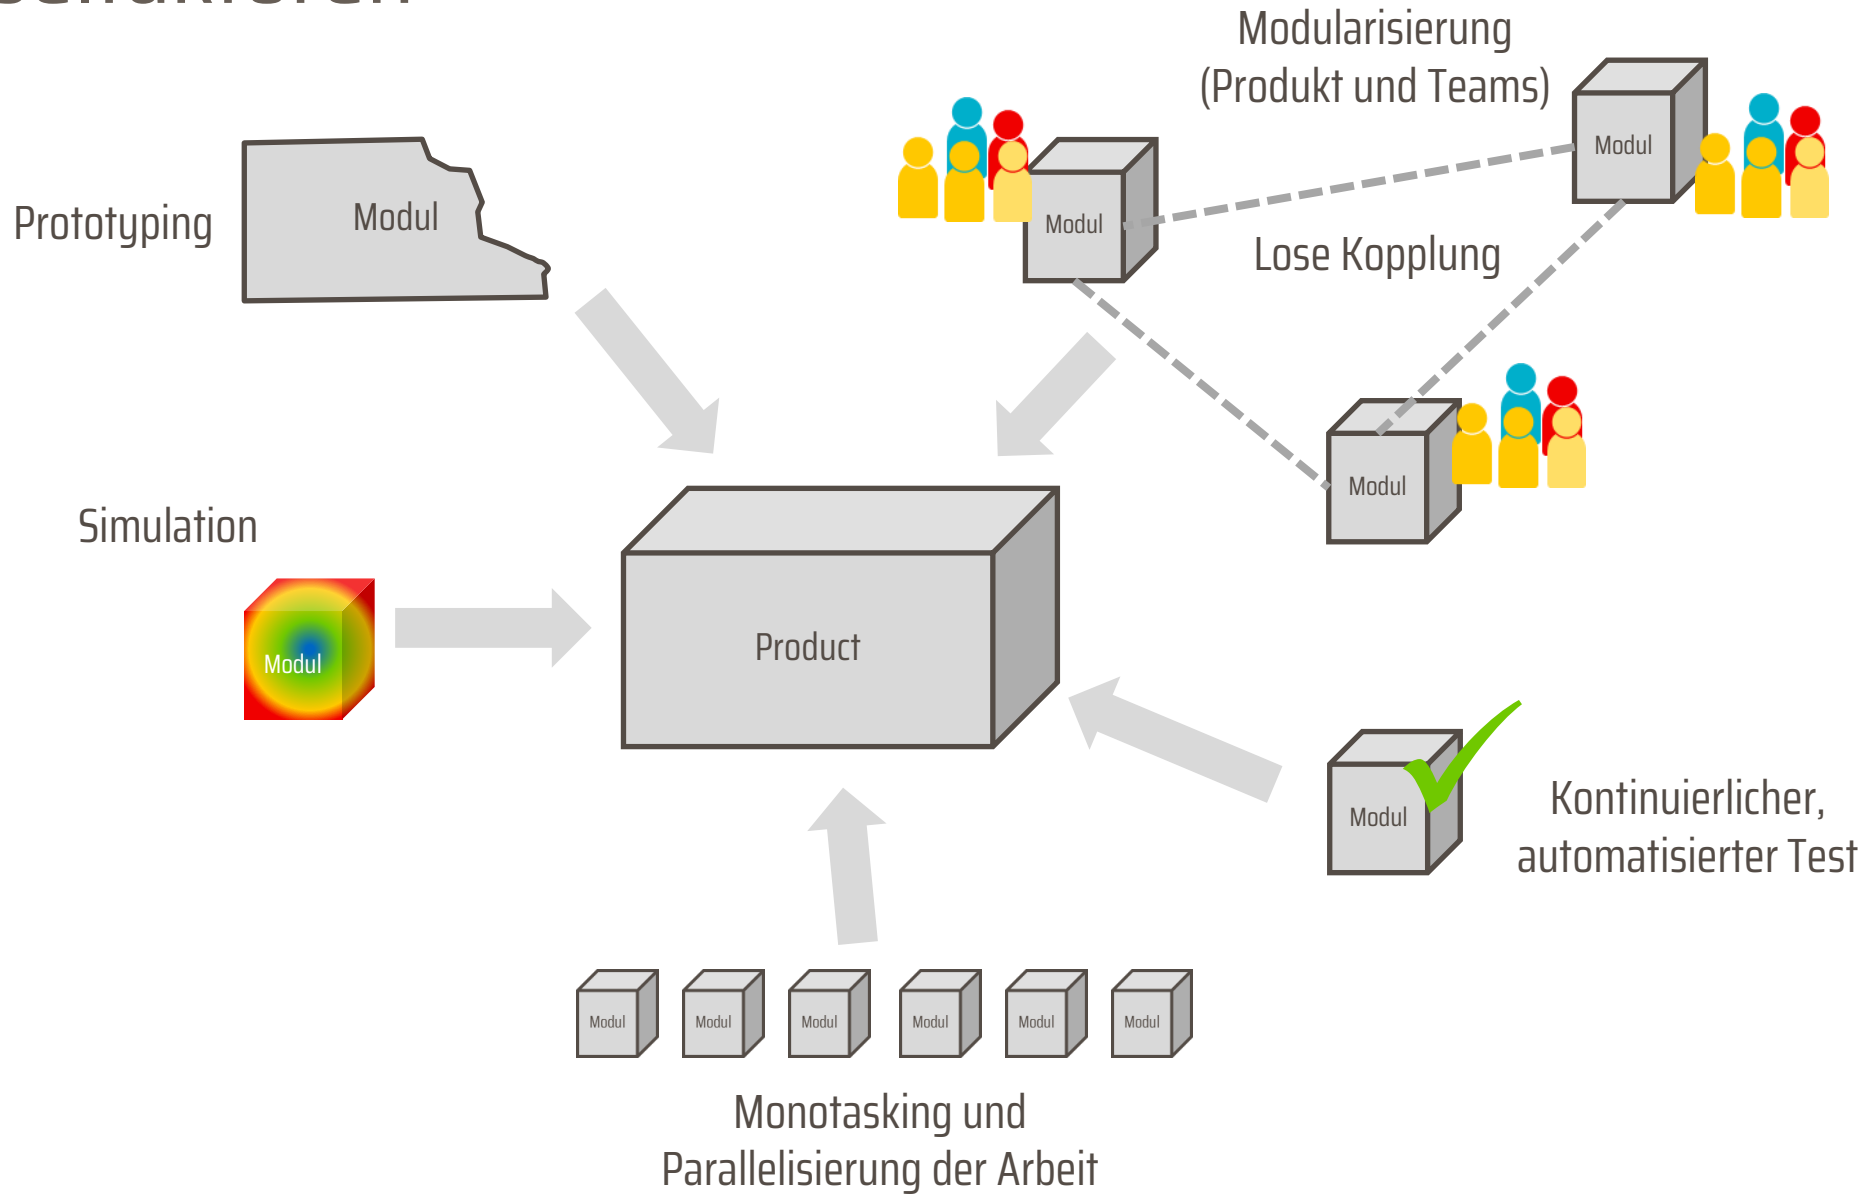 Modularisierung
(Produkt und Teams)
Modul
Modul
Prototyping
Modul
Lose Kopplung
Modul
Simulation
Modul
Product
Modul
Kontinuierlicher,
automatisierter Test
Modul
Modul
Modul
Modul
Modul
Modul
Monotasking und
Parallelisierung der Arbeit